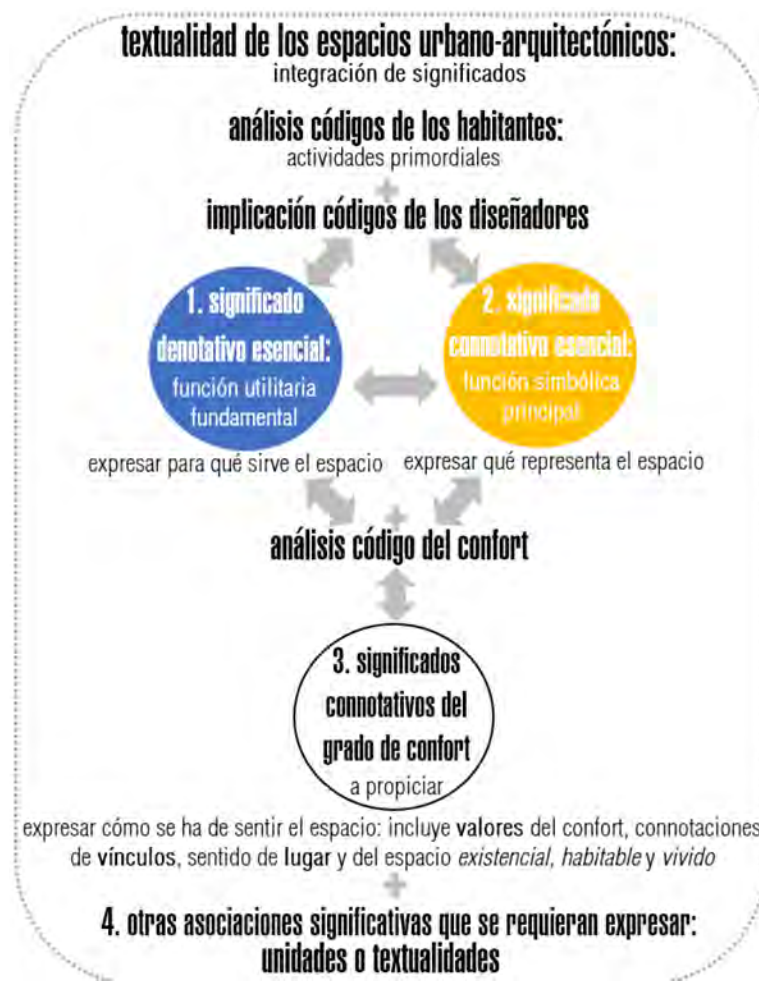 textualidad de los espacios urbano-arquitectónicos:
integración de significados
análisis códigos de los habitantes:
actividades primordiales
+
implicación códigos de los diseñadores
1. significado
denotativo esencial:
función utilitaria
fundamental
expresar para qué sirve el espacio
2. significado
connotativo esencial:
función simbólica
principal
expresar qué representa el espacio
+
análisis código del confort
3. significados
connotativos del
grado de confort
a propiciar
expresar cómo se ha de sentir el espacio: incluye valores del confort, connotaciones
de vínculos, sentido de lugar y del espacio existencial, habitable y vivido
+
4. otras asociaciones significativas que se requieran expresar:
unidades o textualidades